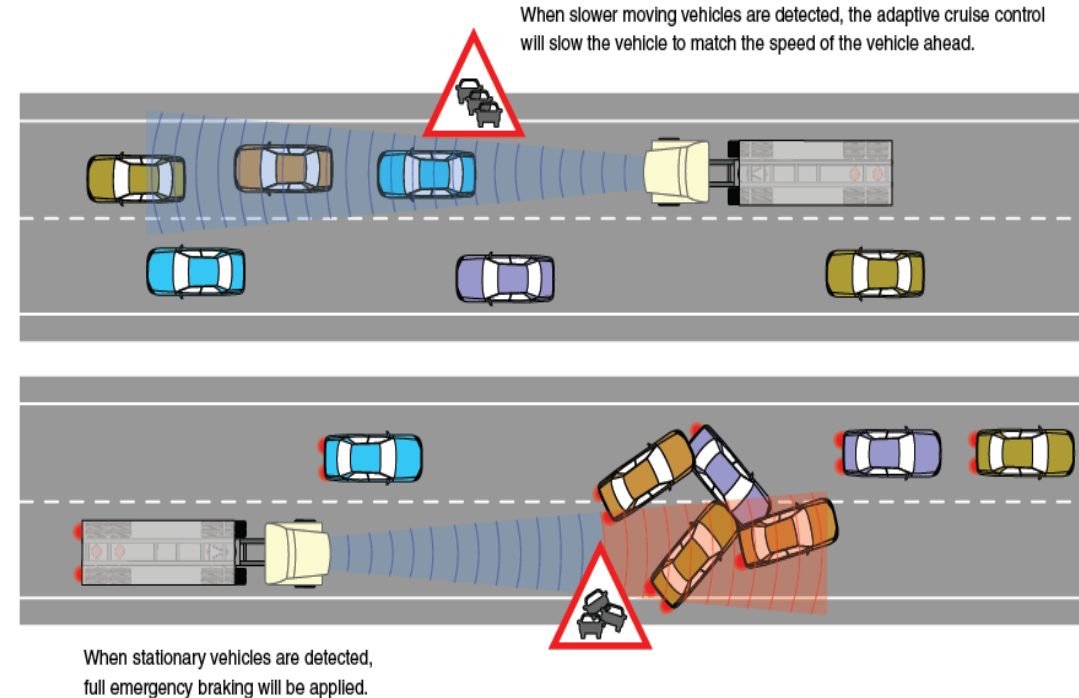 When slower moving vehicles are detected, the adaptive cruise control
will slow the vehicle to match the speed of the vehicle ahead.
When stationary vehicles are detected,
full emergency braking will be applied.